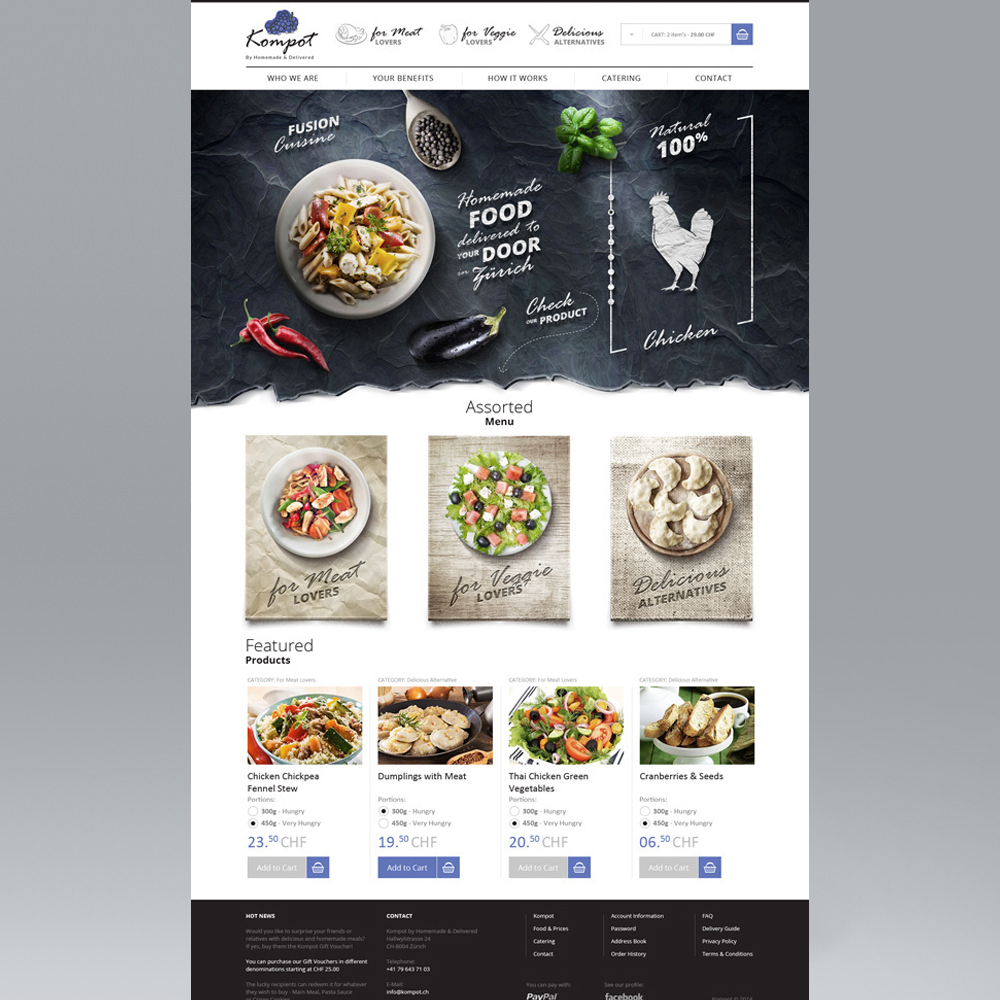 Kompot
By Homemade & Delivered
for Meat
LOVERS
for Veggie
LOVERS
Delicious
ALTERNATIVES
CART: 2 item's - 29.00 CHF
WHO WE ARE
YOUR BENEFITS
HOW IT WORKS
CATERING
CONTACT
FUSION
Cuisine
Homemade
FOOD
delivered to
YOUR DOOR
in Zürich
Check
OUR PRODUCT
Natural
100%
Chicken
Assorted
Menu
for Meat
LOVERS
for Veggie
LOVERS
Delicious
ALTERNATIVES
Featured
Products
CATEGORY: For Meat Lovers
Chicken Chickpea
Fennel Stew
Portions:
300g - Hungry
450g - Very Hungry
23.50 CHF
Add to Cart
CATEGORY: Delicious Alternative
Dumplings with Meat
Portions:
300g - Hungry
450g - Very Hungry
19.50 CHF
Add to Cart
CATEGORY: For Meat Lovers
Thai Chicken Green
Vegetables
Portions:
300g - Hungry
450g - Very Hungry
20.50 CHF
Add to Cart
CATEGORY: Delicious Alternative
Cranberries & Seeds
Portions:
300g - Hungry
450g - Very Hungry
06.50 CHF
Add to Cart
HOT NEWS
Would you like to surprise your friends or
relatives with delicious and homemade meals?
If yes, buy them the Kompot Gift Voucher!
You can purchase our Gift Vouchers in different
denominations starting at CHF 25.00
The lucky recipients can redeem it for whatever
they wish to buy - Main Meal, Pasta Sauce
CONTACT
Kompot by Homemade & Delivered
Hallwylstrasse 24
CH-8004 Zürich
Telephone:
+41 79 643 71 03
E-Mail:
info@kompot.ch
Kompot
Food & Prices
Catering
Contact
Account Information
Password
Address Book
Order History
FAQ
Delivery Guide
Privacy Policy
Terms & Conditions
You can pay with:
PayPal
See our profile:
facebook